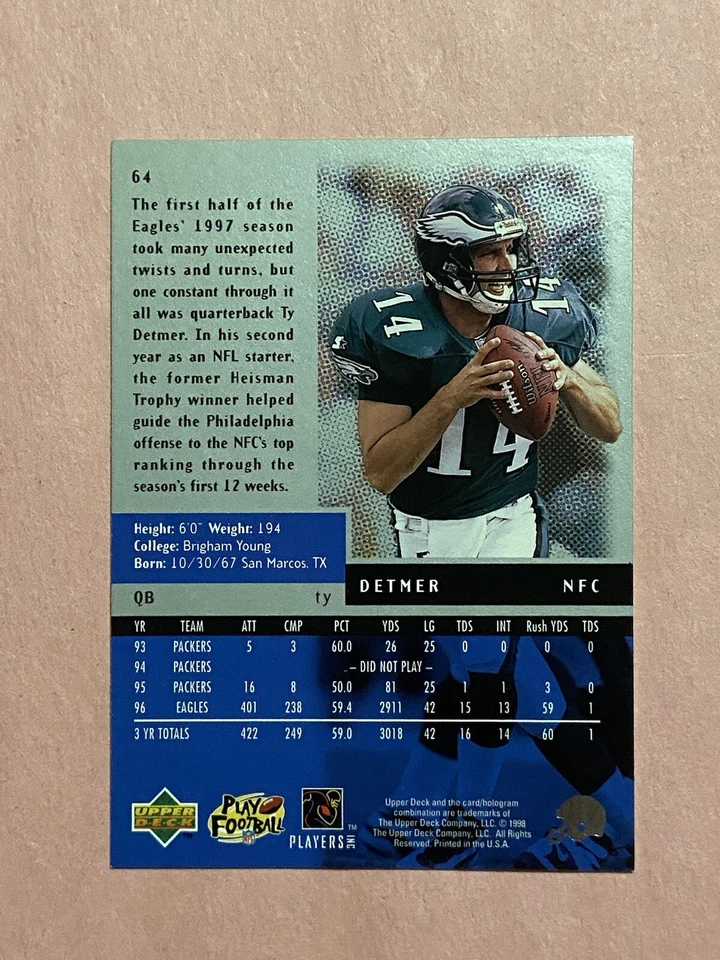 64
The first half of the
Eagles' 1997 season
took many unexpected
twists and turns, but
one constant through it
all was quarterback Ty
Detmer. In his second
year as an NFL starter,
the former Heisman
Trophy winner helped
guide the Philadelphia
offense to the NFC's top
ranking through the
season's first 12 weeks.
14
14
14
Wilson
NFL
Height: 6'0" Weight: 194
College: Brigham Young
Born: 10/30/67 San Marcos, TX
DETMER NFC
QB ty
YR TEAM ATT CMP PCT YDS LG TDS INT Rush YDS TDS
93 PACKERS 5 3 60.0 26 25 0 0 0 0
94 PACKERS – DID NOT PLAY –
95 PACKERS 16 8 50.0 81 25 1 1 3 0
96 EAGLES 401 238 59.4 2911 42 15 13 59 1
3 YR TOTALS 422 249 59.0 3018 42 16 14 60 1
UPPER DECK
PLAY FOOTBALL
NFL
PLAYERS INC ™
Upper Deck and the card/hologram
combination are trademarks of
The Upper Deck Company, LLC. © 1998
The Upper Deck Company, LLC. All Rights
Reserved. Printed in the U.S.A.